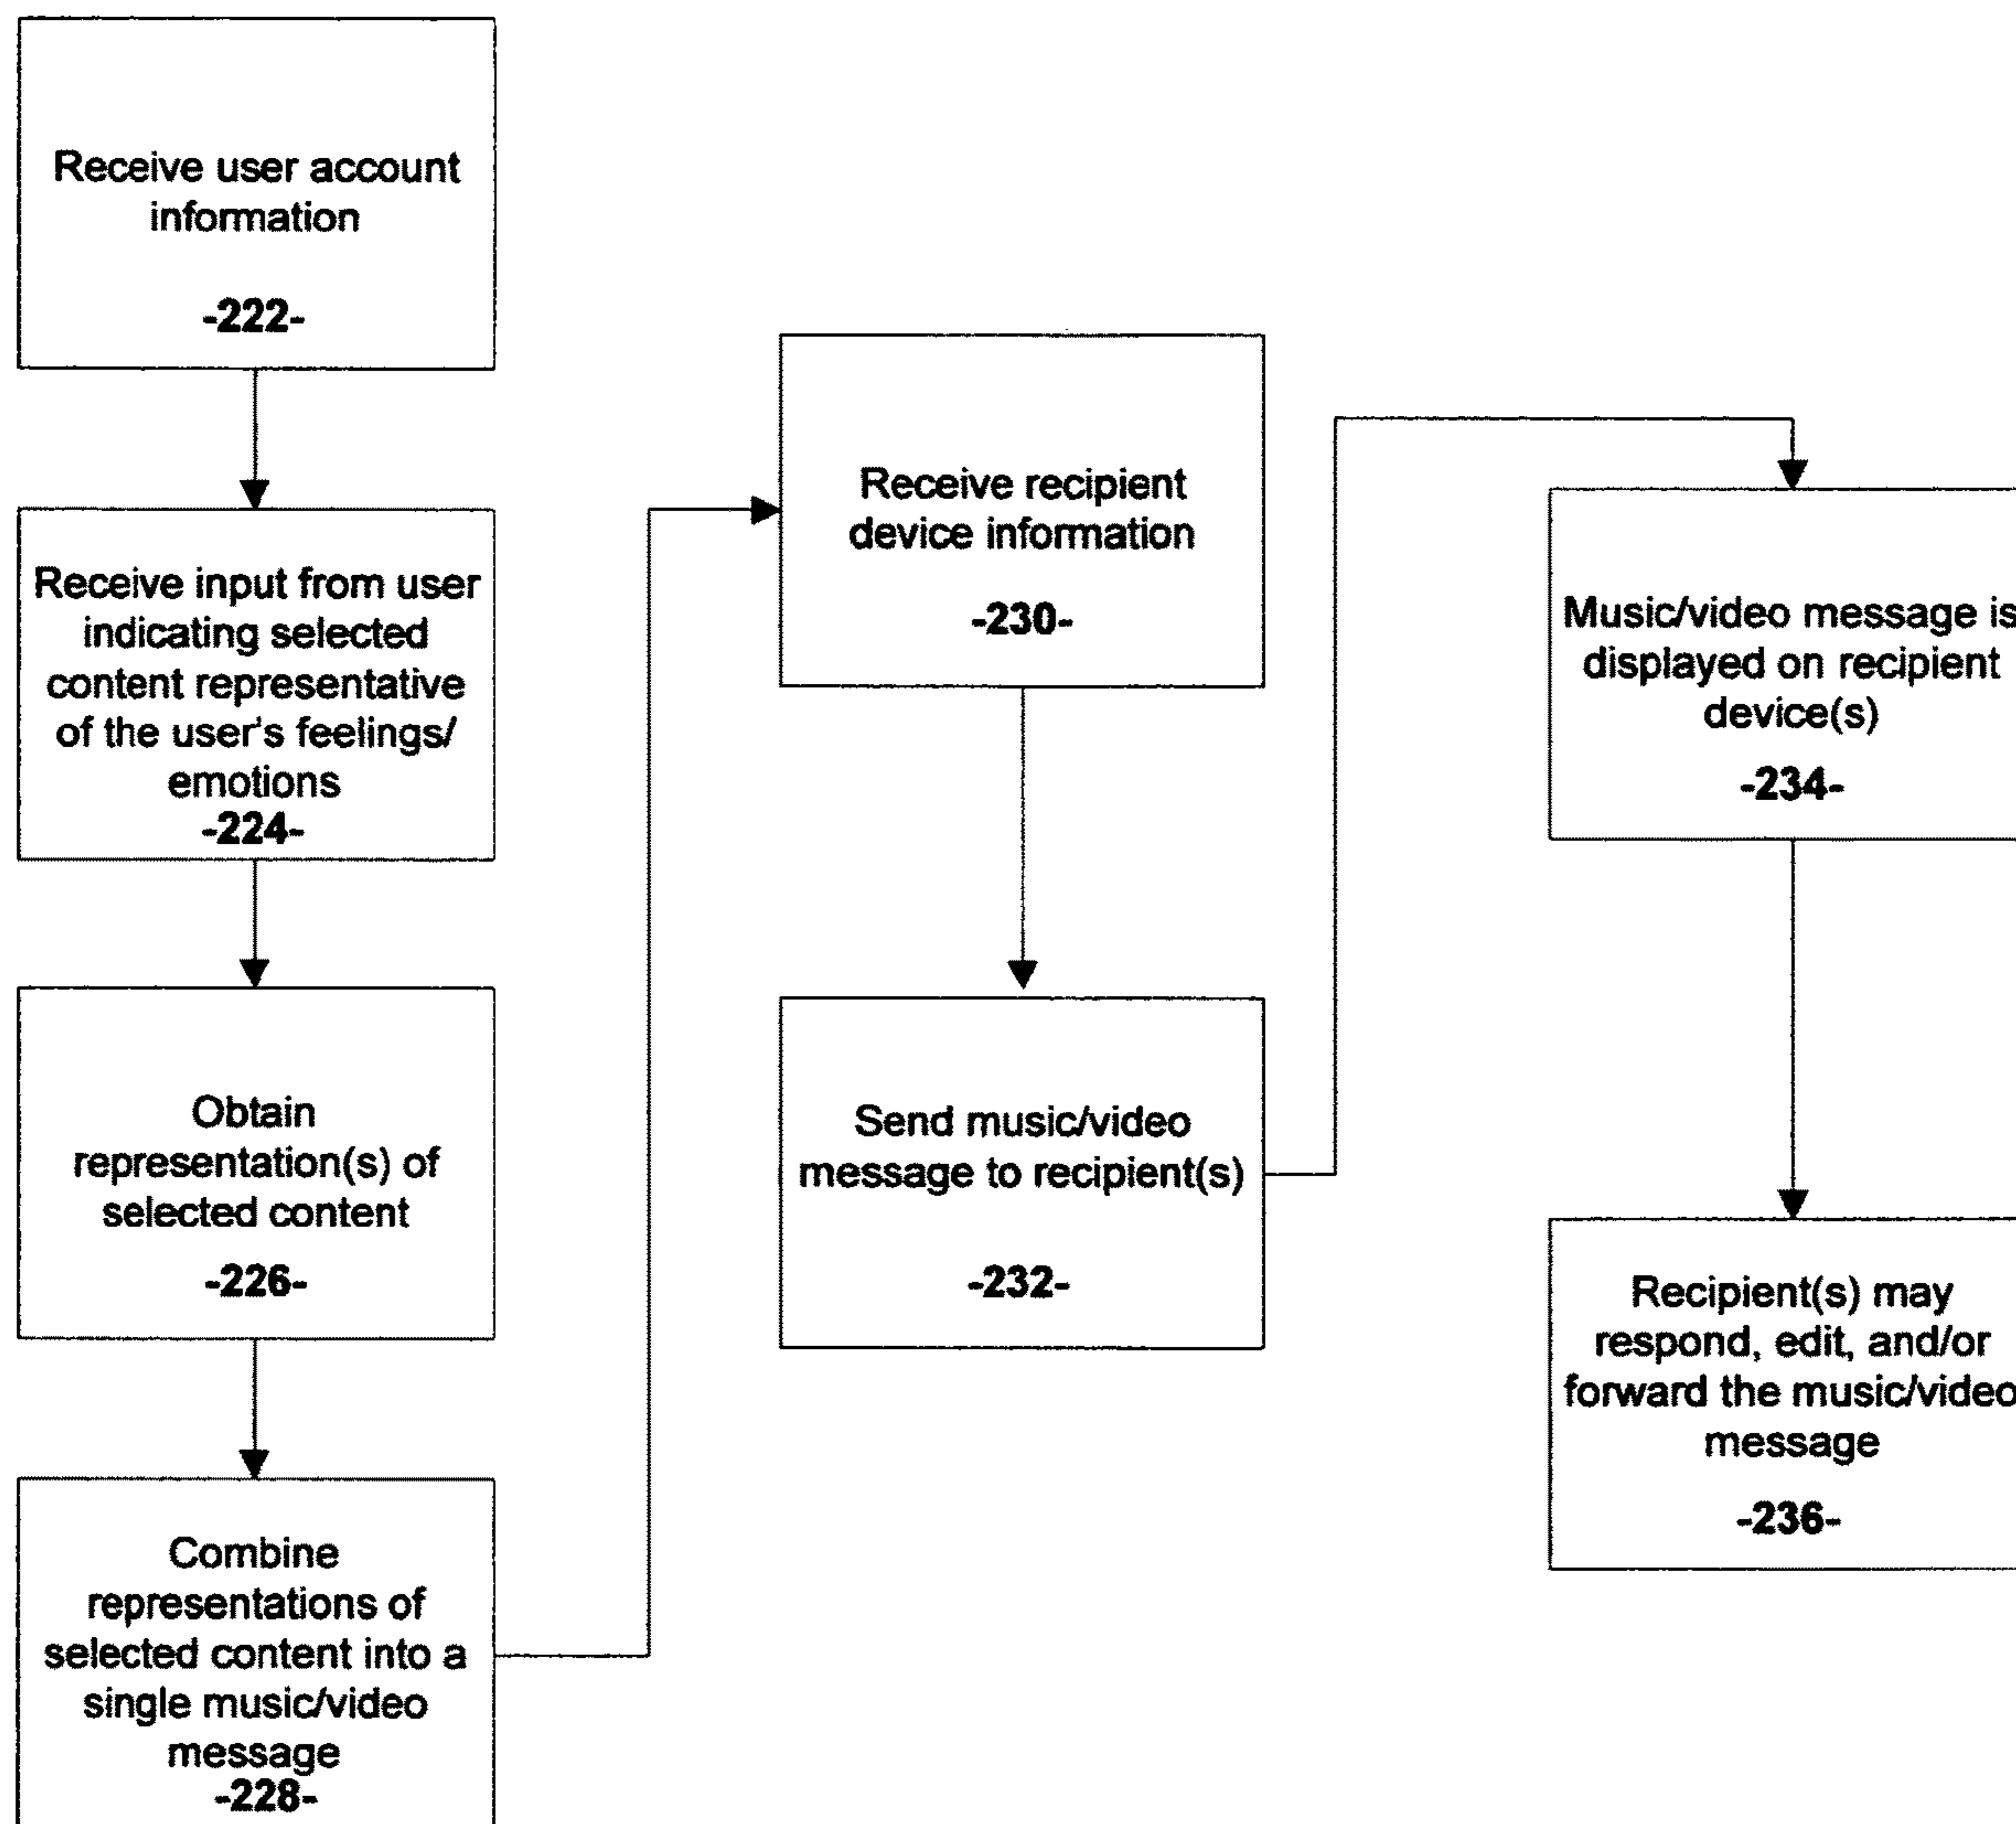 Receive user account
information
-222-
Receive input from user
indicating selected
content representative
of the user's feelings/
emotions
-224-
Obtain
representation(s) of
selected content
-226-
Combine
representations of
selected content into a
single music/video
message
-228-
Receive recipient
device information
-230-
Send music/video
message to recipient(s)
-232-
Music/video message is
displayed on recipient
device(s)
-234-
Recipient(s) may
respond, edit, and/or
forward the music/video
message
-236-